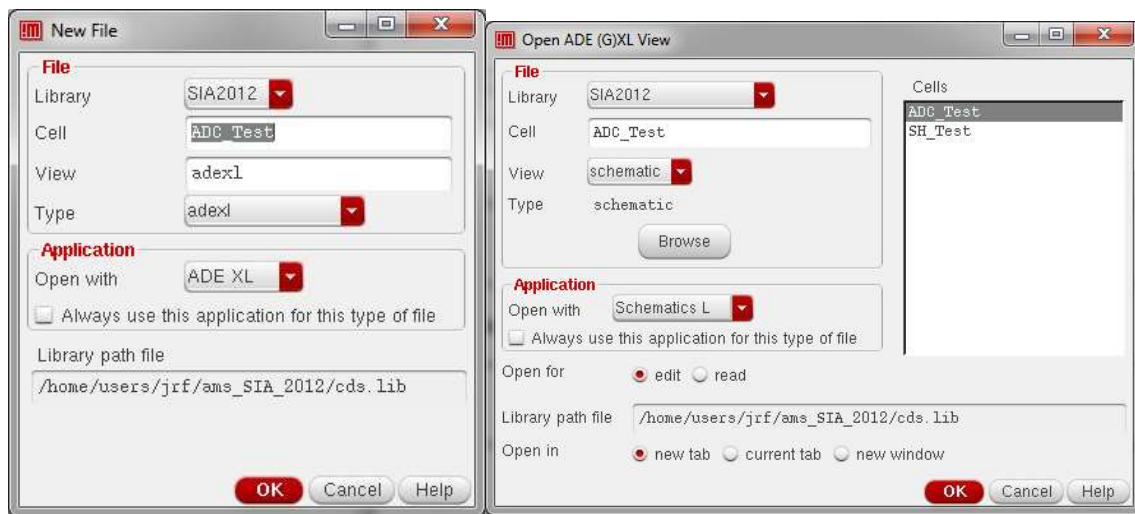 New File
File
Library SIA2012
Cell ADC_Test
View adexl
Type adexl
Application
Open with ADE XL
Always use this application for this type of file
Library path file
/home/users/jrf/ams_SIA_2012/cds.lib
OK Cancel Help
Open ADE (G)XL View
File
Library SIA2012
Cell ADC_Test
View schematic
Type schematic
Browse
Application
Open with Schematics L
Always use this application for this type of file
Cells
ADC_Test
SH_Test
Open for edit read
Library path file /home/users/jrf/ams_SIA_2012/cds.lib
Open in new tab current tab new window
OK Cancel Help